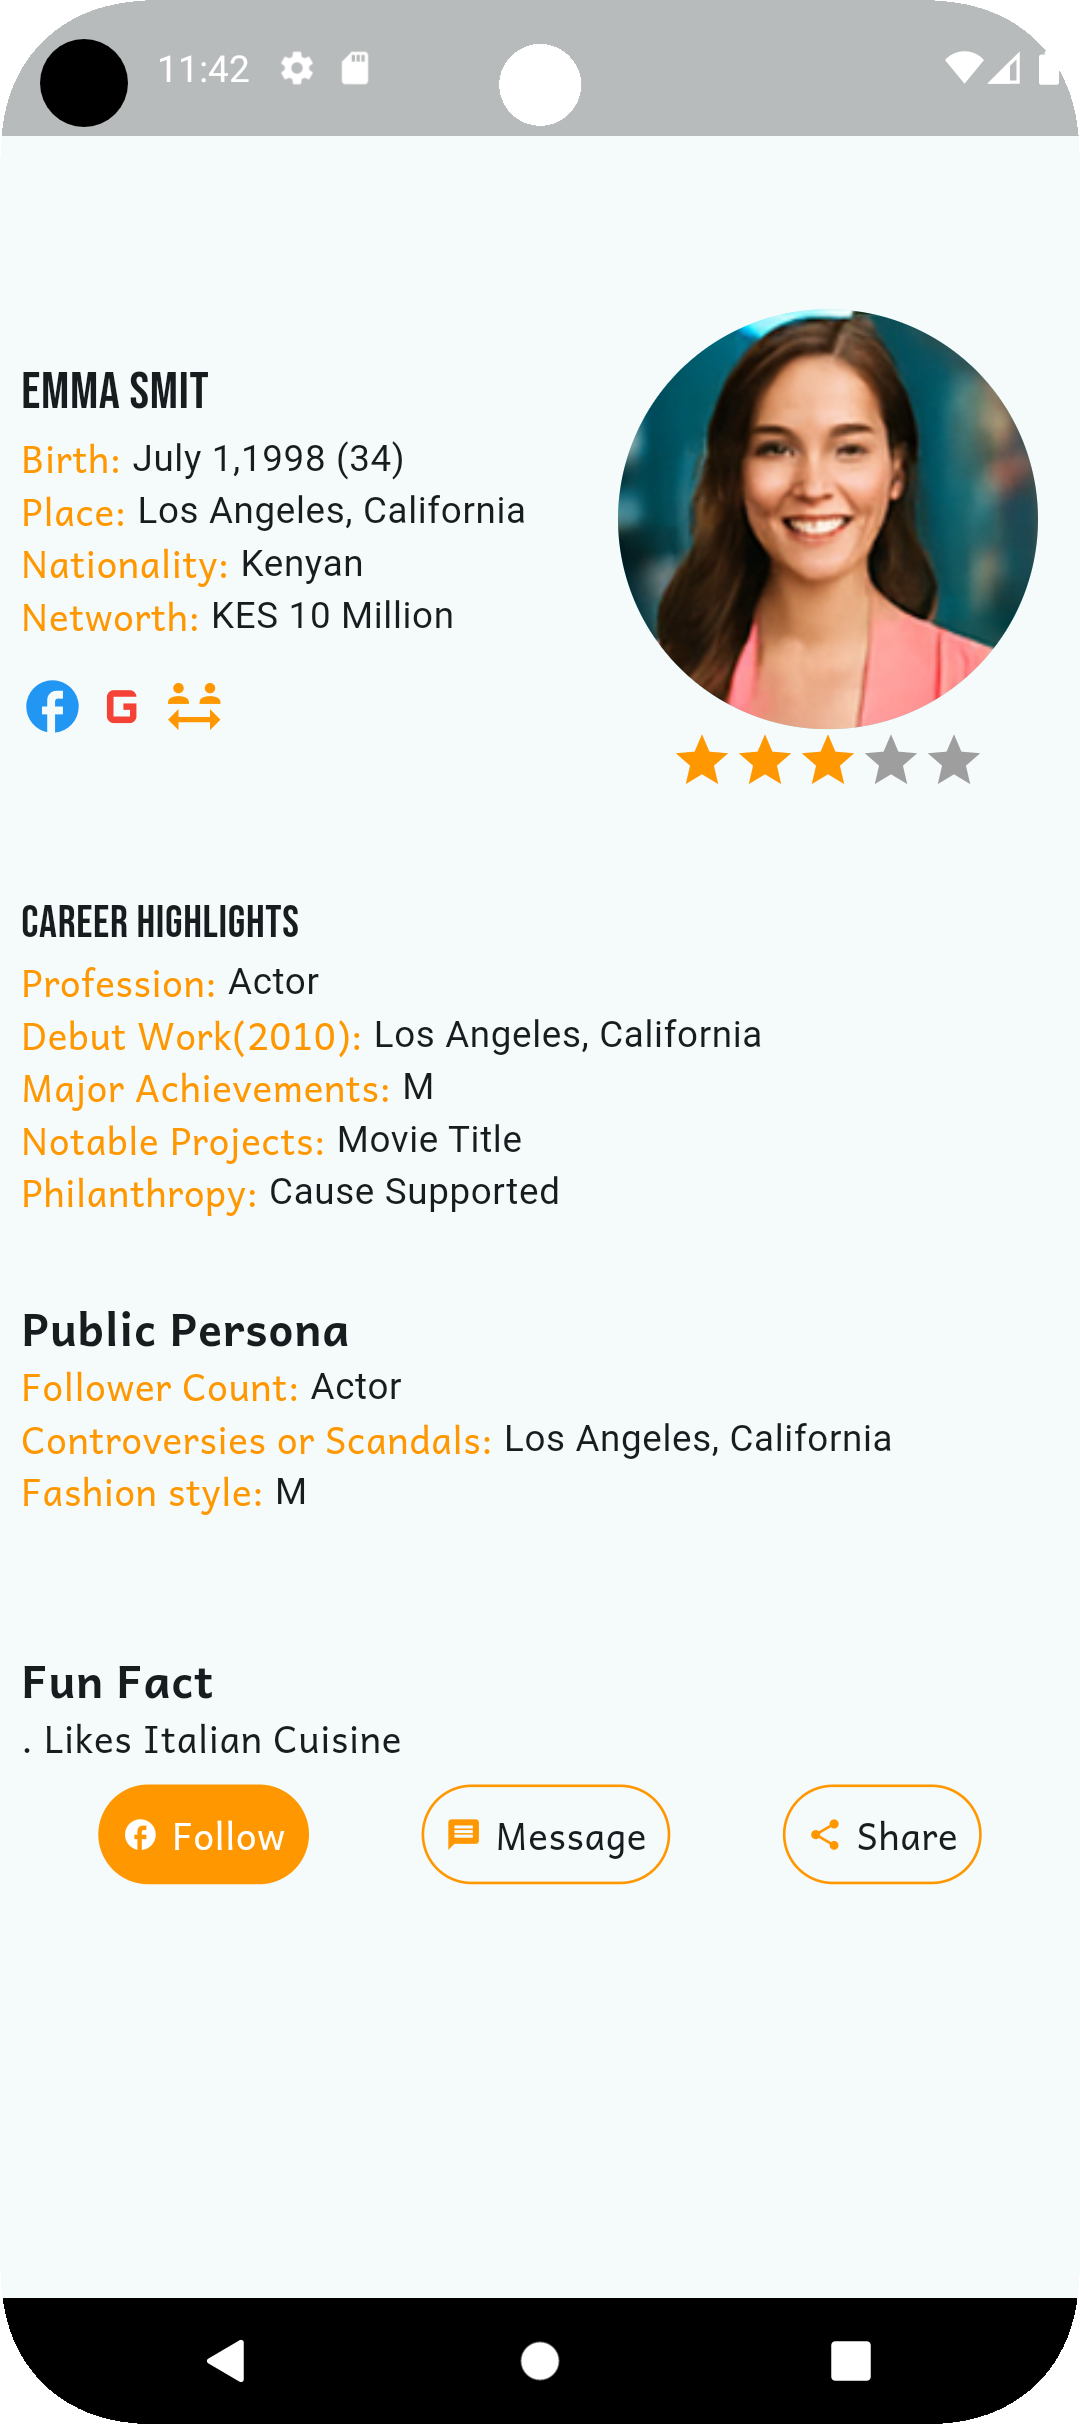 11:42
EMMA SMIT
Birth: July 1,1998 (34)
Place: Los Angeles, California
Nationality: Kenyan
Networth: KES 10 Million
CAREER HIGHLIGHTS
Profession: Actor
Debut Work(2010): Los Angeles, California
Major Achievements: M
Notable Projects: Movie Title
Philanthropy: Cause Supported
Public Persona
Follower Count: Actor
Controversies or Scandals: Los Angeles, California
Fashion style: M
Fun Fact
. Likes Italian Cuisine
Follow Message Share